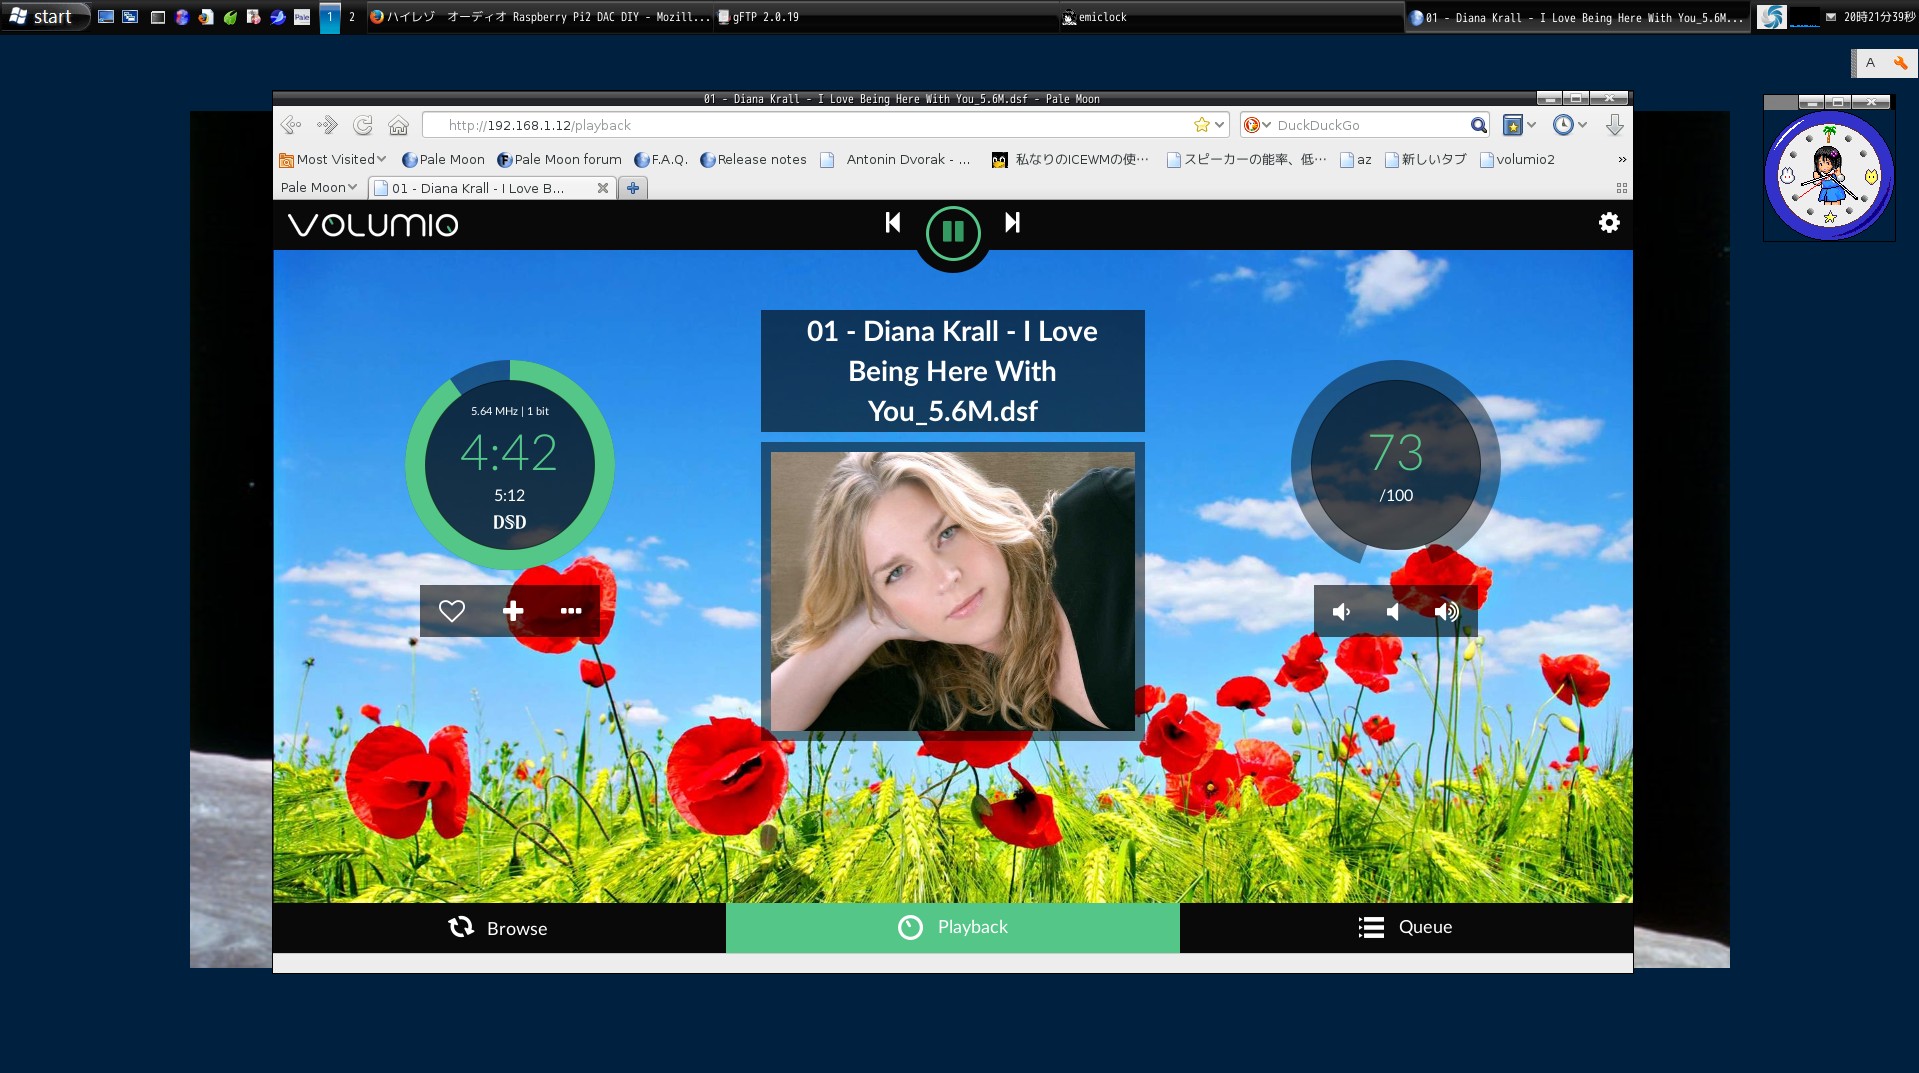 start
Pale
1
2
ハイレゾ　オーディオ Raspberry Pi2 DAC DIY - Mozill...
gFTP 2.0.19
emiclock
01 - Diana Krall - I Love Being Here With You_5.6M...
20時21分39秒
A
01 - Diana Krall - I Love Being Here With You_5.6M.dsf - Pale Moon
http://192.168.1.12/playback
DuckDuckGo
Most Visited
Pale Moon
Pale Moon forum
F.A.Q.
Release notes
Antonin Dvorak - ...
私なりのICEWMの使…
スピーカーの能率、低…
az
新しいタブ
volumio2
»
Pale Moon
01 - Diana Krall - I Love B...
VOLUMIO
01 - Diana Krall - I Love
Being Here With
You_5.6M.dsf
5.64 MHz | 1 bit
4:42
5:12
DSD
73
/100
Browse
Playback
Queue